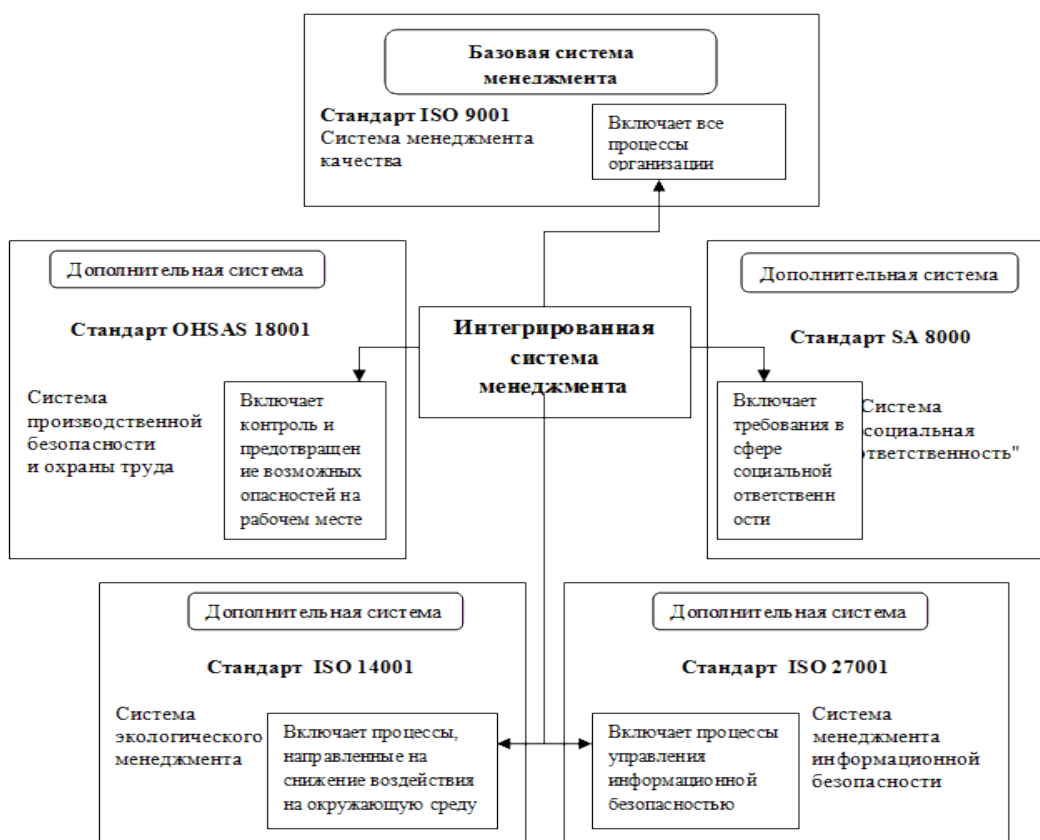 Базовая система
менеджмента
Стандарт ISO 9001
Система менеджмента
качества
Включает все
процессы
организации
Дополнительная система
Стандарт OHSAS 18001
Система
производственной
безопасности
и охраны труда
Включает
контроль и
предотвращен
ие возможных
опасностей на
рабочем месте
Интегрированная
система
менеджмента
Дополнительная система
Стандарт SA 8000
Включает
требования в
сфере
социальной
ответственн
ости
Система
социальная
тветственность"
Дополнительная система
Стандарт ISO 14001
Система
экологического
менеджмента
Включает процессы,
направленные на
снижение воздействия
на окружающую среду
Дополнительная система
Стандарт ISO 27001
Включает процессы
управления
информационной
безопасностью
Система
менеджмента
информационной
безопасности